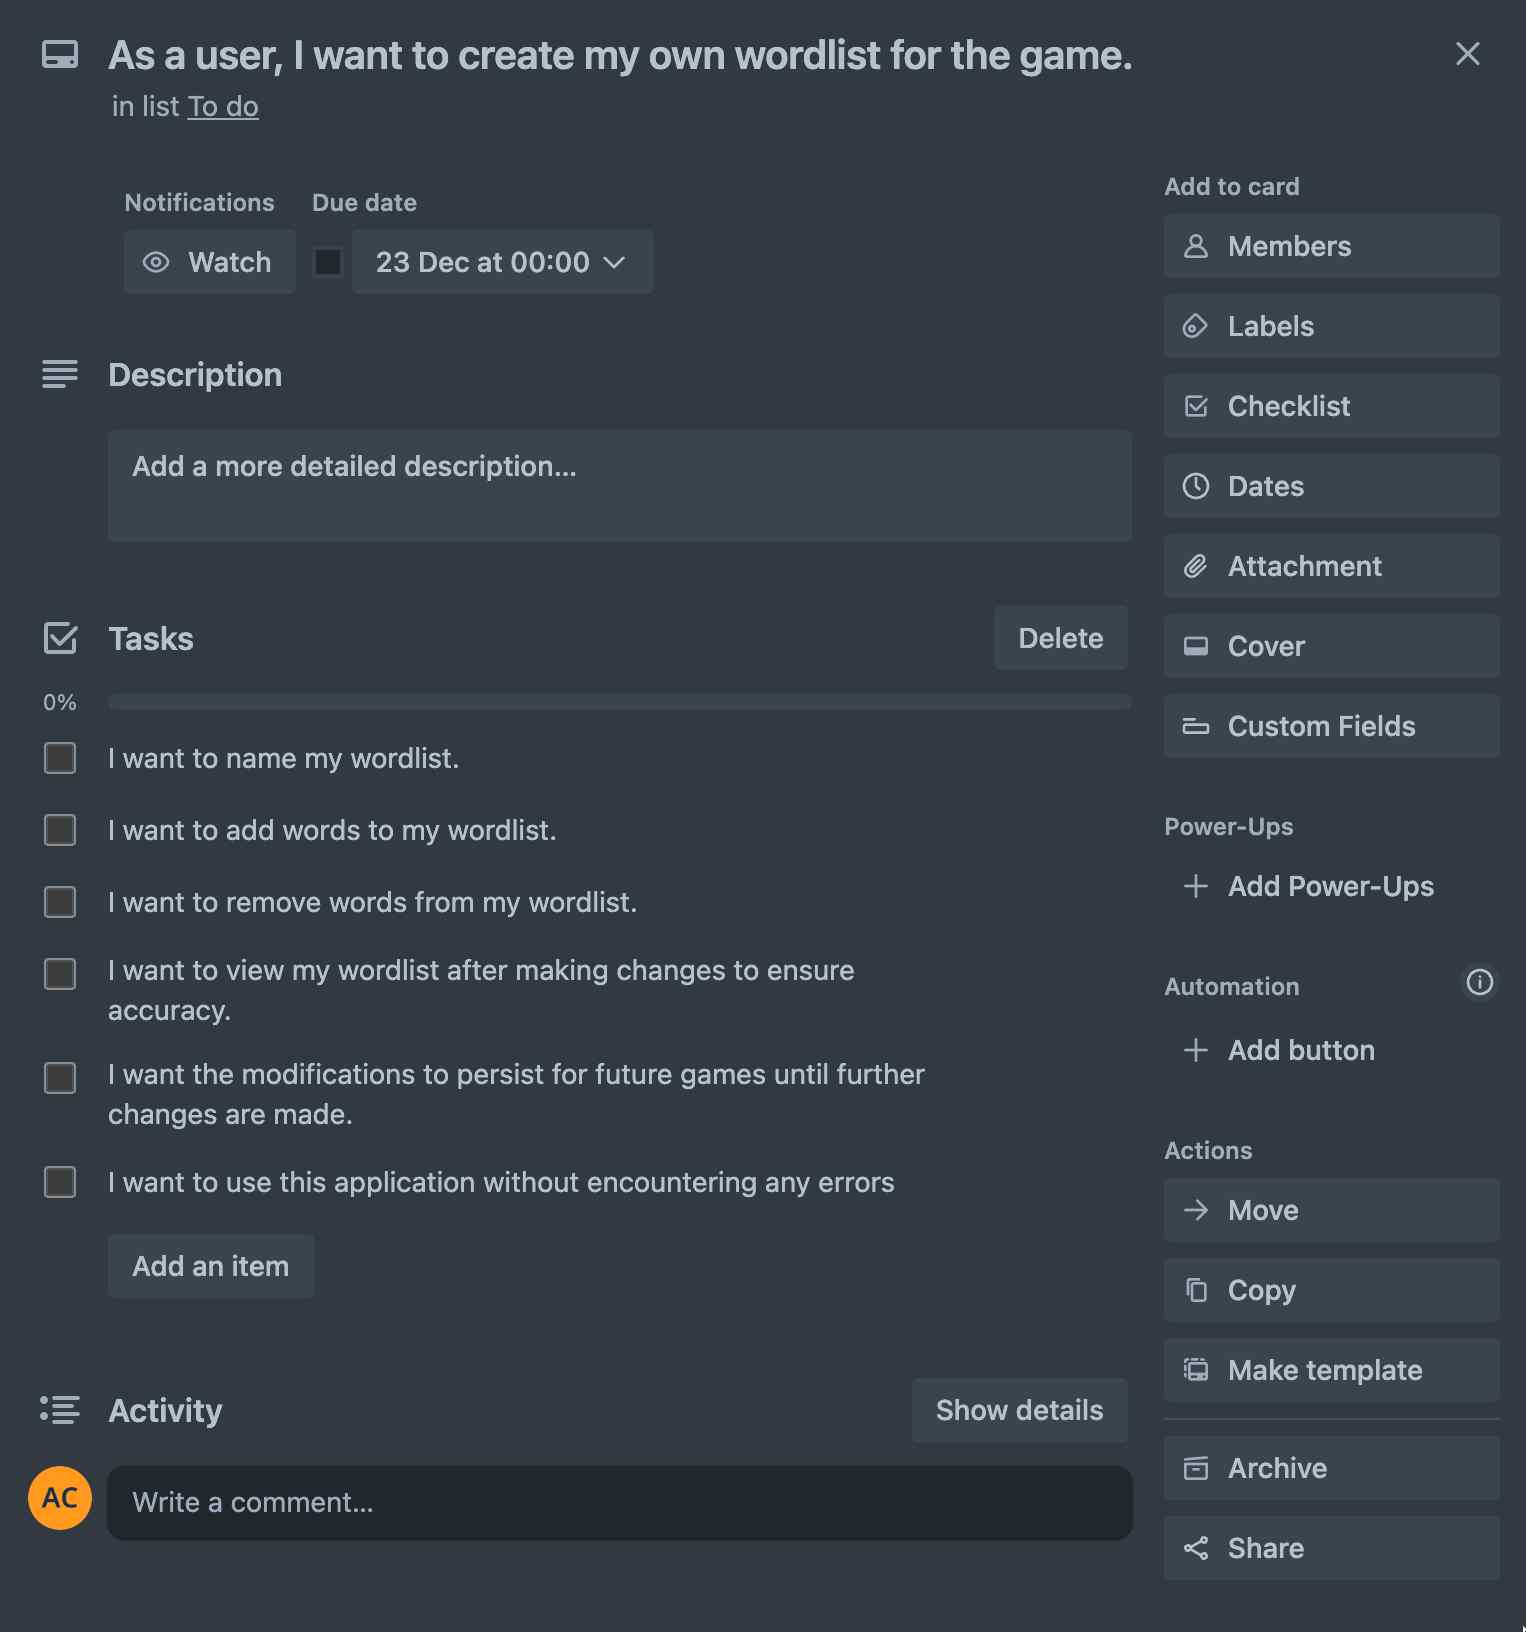 As a user, I want to create my own wordlist for the game.
in list To do
Notifications
Due date
Watch
23 Dec at 00:00
Description
Add a more detailed description...
Tasks
Delete
0%
I want to name my wordlist.
I want to add words to my wordlist.
I want to remove words from my wordlist.
I want to view my wordlist after making changes to ensure
accuracy.
I want the modifications to persist for future games until further
changes are made.
I want to use this application without encountering any errors
Add an item
Activity
Show details
AC
Write a comment...
Add to card
Members
Labels
Checklist
Dates
Attachment
Cover
Custom Fields
Power-Ups
Add Power-Ups
Automation
Add button
Actions
Move
Copy
Make template
Archive
Share